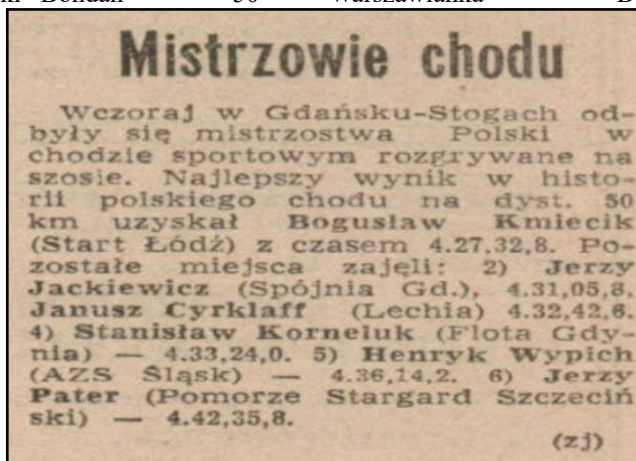 Bohdan 50 Warszawianka
Mistrzowie chodu
Wczoraj w Gdańsku-Stogach od-
były się mistrzostwa Polski w
chodzie sportowym rozgrywane na
szosie. Najlepszy wynik w histo-
rii polskiego chodu na dyst. 50
km uzyskał Bogusław Kmiecik
(Start Łódź) z czasem 4.27,32,8. Po-
zostałe miejsca zajęli: 2) Jerzy
Jackiewicz (Spójnia Gd.), 4.31,05,8,
Janusz Cyrklaff (Lechia) 4.32,42,6.
4) Stanisław Korneluk (Flota Gdy-
nia) — 4.33,24,0. 5) Henryk Wypich
(AZS Śląsk) — 4.36,14,2. 6) Jerzy
Pater (Pomorze Stargard Szczeciń
ski) — 4.42,35,8.
(zj)